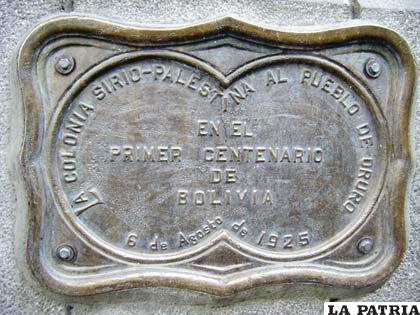 LA COLONIA SIRIO-PALESTINA AL PUEBLO DE ORURO
EN EL
PRIMER CENTENARIO
DE
BOLIVIA
6 de Agosto de 1925
LA PATRIA